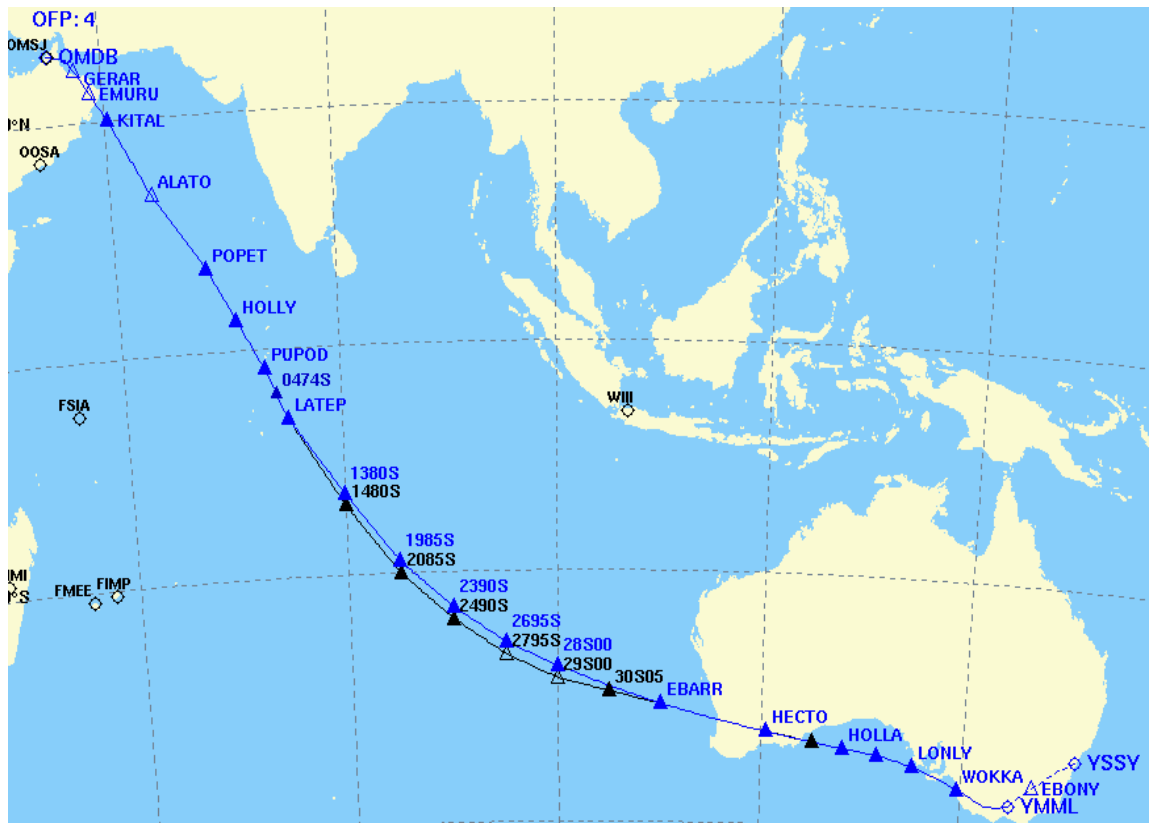 OFP: 4
OMSJ
OMDB
GERAR
EMURU
KITAL
°N
OOSA
ALATO
POPET
HOLLY
PUPOD
0474S
LATEP
FSIA
WIII
1380S
1480S
1985S
2085S
2390S
2490S
FIMP
FMEE
°S
2695S
2795S
28S00
29S00
30S05
EBARR
HECTO
HOLLA
LONLY
WOKKA
YSSY
EBONY
YMML